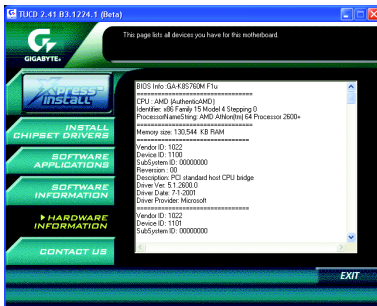 TUCD 2.41 B3.1224.1 (Beta)
This page lists all devices you have for this motherboard.
GIGABYTE
Xpress™
INSTALL
INSTALL
CHIPSET DRIVERS
SOFTWARE
APPLICATIONS
SOFTWARE
INFORMATION
HARDWARE
INFORMATION
CONTACT US
BIOS Info :GA-K8S760M F1u
==================================
CPU : AMD (AuthenticAMD)
Identifier: x86 Family 15 Model 4 Stepping 0
ProcessorNameString: AMD Athlon(tm) 64 Processor 2600+
==================================
Memory size: 130,544 KB RAM
==================================
Vendor ID: 1022
Device ID: 1100
SubSystem ID: 00000000
Reversion : 00
Description: PCI standard host CPU bridge
Driver Ver: 5.1.2600.0
Driver Date: 7-1-2001
Driver Provider: Microsoft
==================================
Vendor ID: 1022
Device ID: 1101
SubSystem ID: 00000000
EXIT